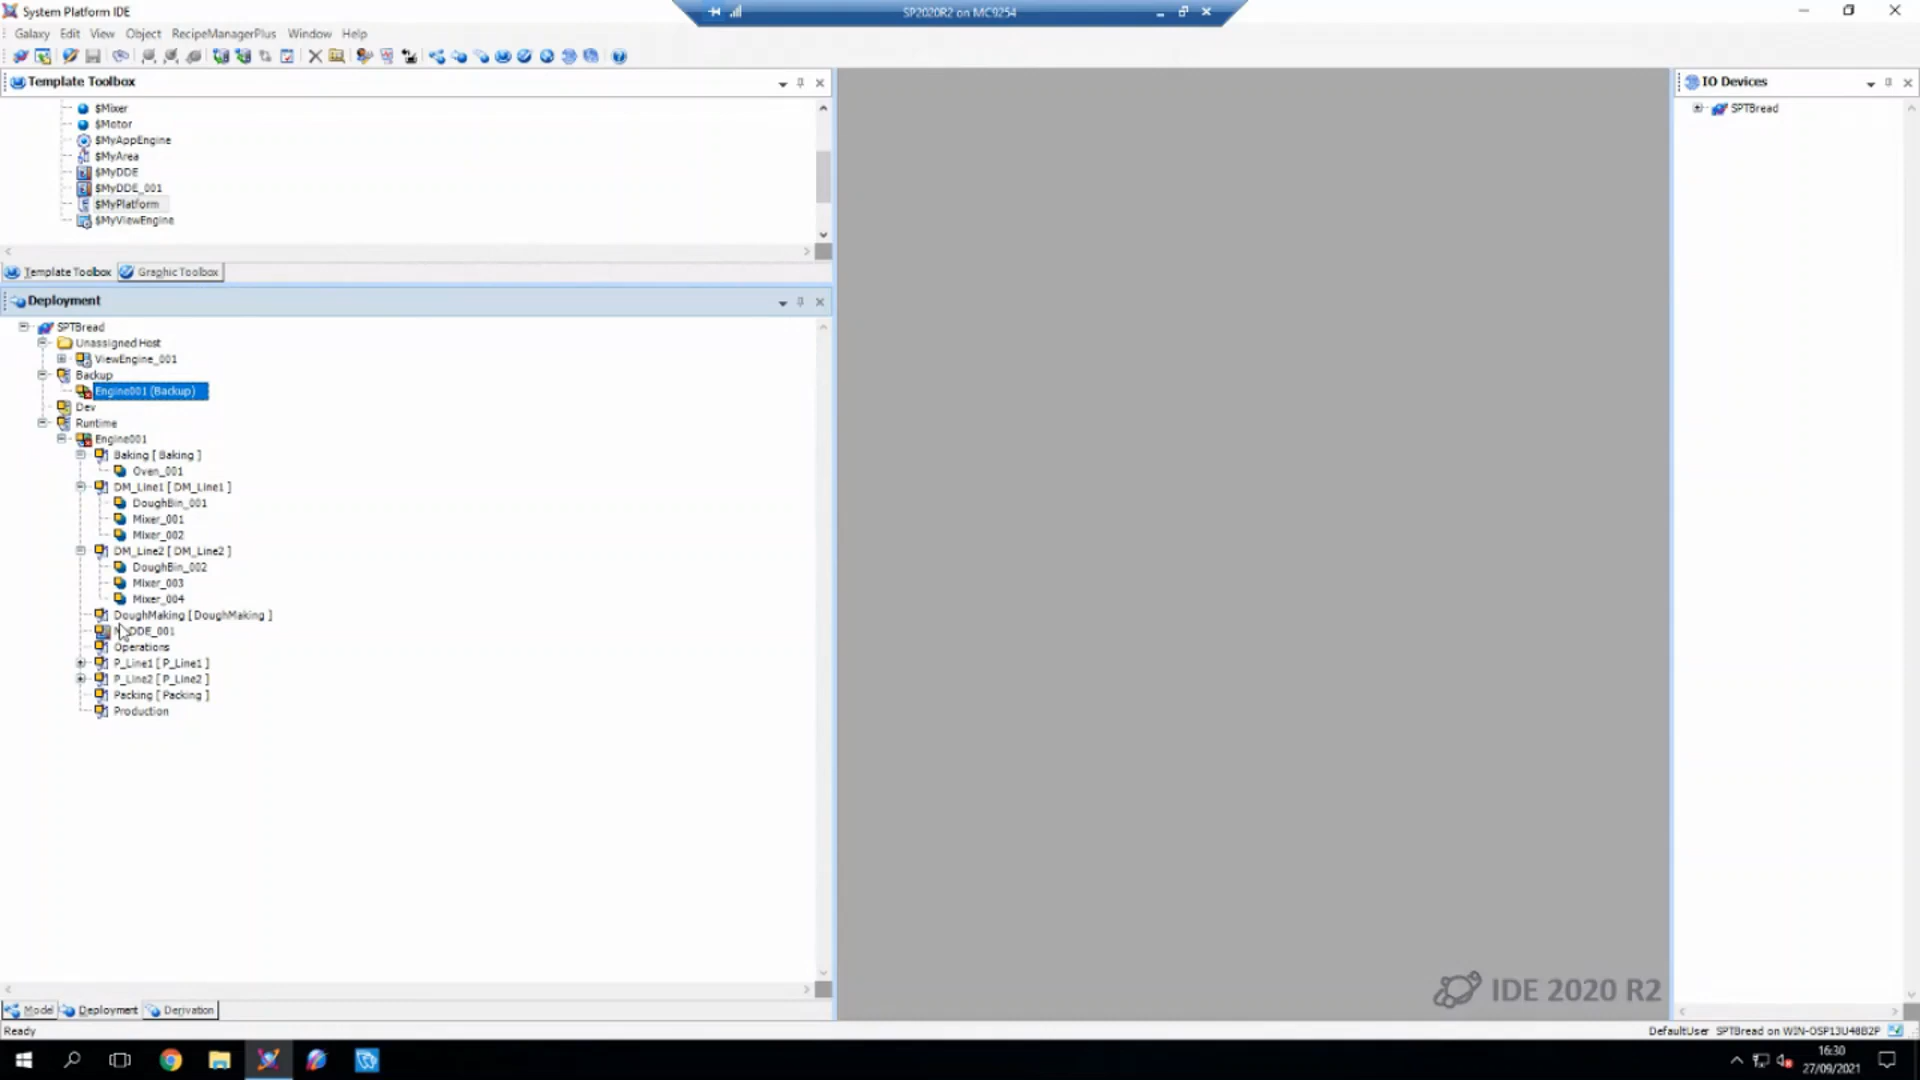 System Platform IDE
SP2020R2 on MC9254
Galaxy Edit View Object RecipeManagerPlus Window Help
Template Toolbox
$Mixer
$Motor
$MyAppEngine
$MyArea
$MyDDE
$MyDDE_001
$MyPlatform
$MyViewEngine
Template Toolbox Graphic Toolbox
Deployment
SPTBread
Unassigned Host
ViewEngine_001
Backup
Engine001 (Backup)
Dev
Runtime
Engine001
Baking [ Baking ]
Oven_001
DM_Line1 [ DM_Line1 ]
DoughBin_001
Mixer_001
Mixer_002
DM_Line2 [ DM_Line2 ]
DoughBin_002
Mixer_003
Mixer_004
DoughMaking [ DoughMaking ]
Operations
P_Line1 [ P_Line1 ]
P_Line2 [ P_Line2 ]
Packing [ Packing ]
Production
Model Deployment Derivation
IO Devices
SPTBread
IDE 2020 R2
Ready
DefaultUser SPTBread on WIN-OSP13U48B2P
16:30
27/09/2021